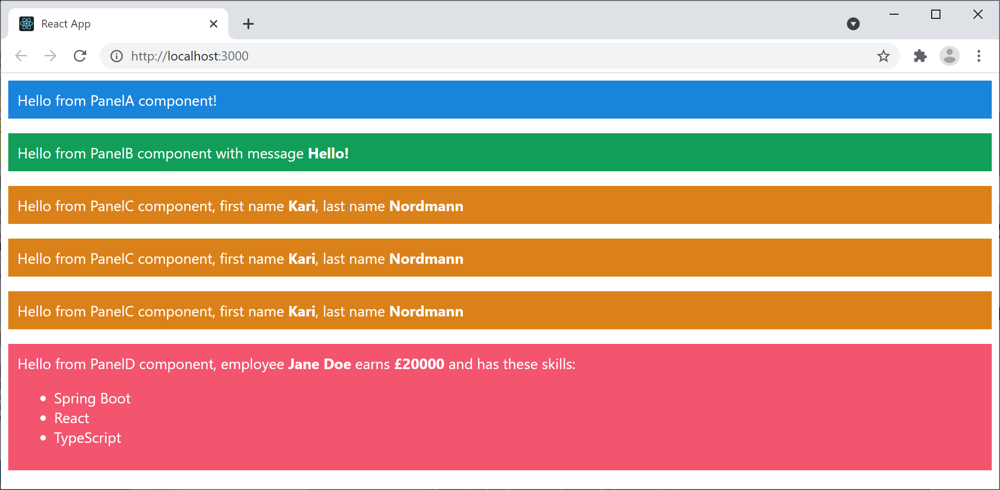 React App
http://localhost:3000
Hello from PanelA component!
Hello from PanelB component with message Hello!
Hello from PanelC component, first name Kari, last name Nordmann
Hello from PanelC component, first name Kari, last name Nordmann
Hello from PanelC component, first name Kari, last name Nordmann
Hello from PanelD component, employee Jane Doe earns £20000 and has these skills:
• Spring Boot
• React
• TypeScript